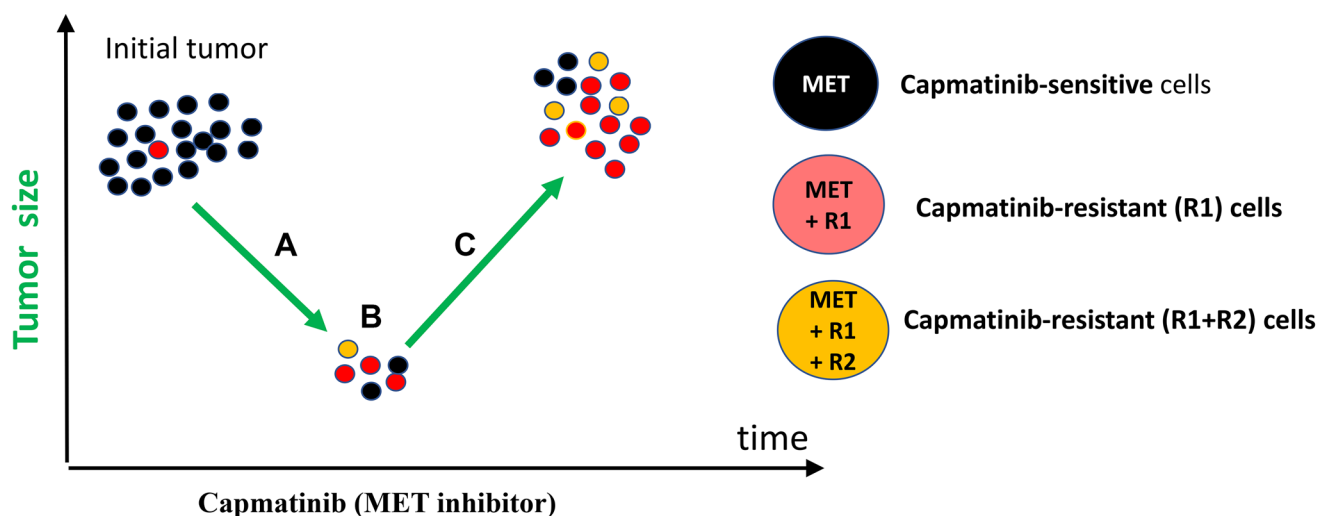 Initial tumor
Tumor size
A
B
C
time
Capmatinib (MET inhibitor)
MET
Capmatinib-sensitive cells
MET
+ R1
Capmatinib-resistant (R1) cells
MET
+ R1
+ R2
Capmatinib-resistant (R1+R2) cells